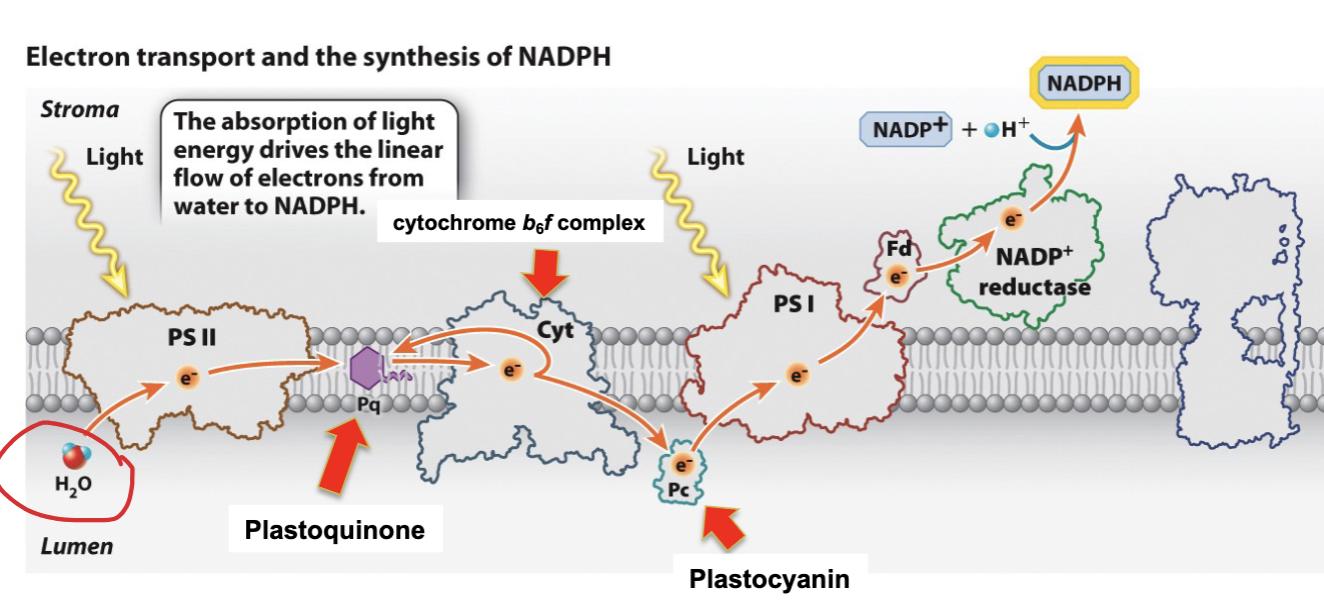 Electron transport and the synthesis of NADPH
Stroma
The absorption of light
energy drives the linear
flow of electrons from
water to NADPH.
Light
cytochrome b₆f complex
Light
NADP⁺ + H⁺
NADPH
PS II
e⁻
Pq
Cyt
e⁻
PS I
e⁻
Fd
e⁻
e⁻
NADP⁺
reductase
e⁻
Pc
H₂O
Lumen
Plastoquinone
Plastocyanin